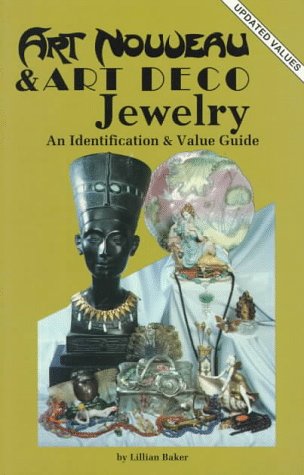 UPDATED VALUES
ART NOUVEAU
& ART DECO
Jewelry
An Identification & Value Guide
by Lillian Baker